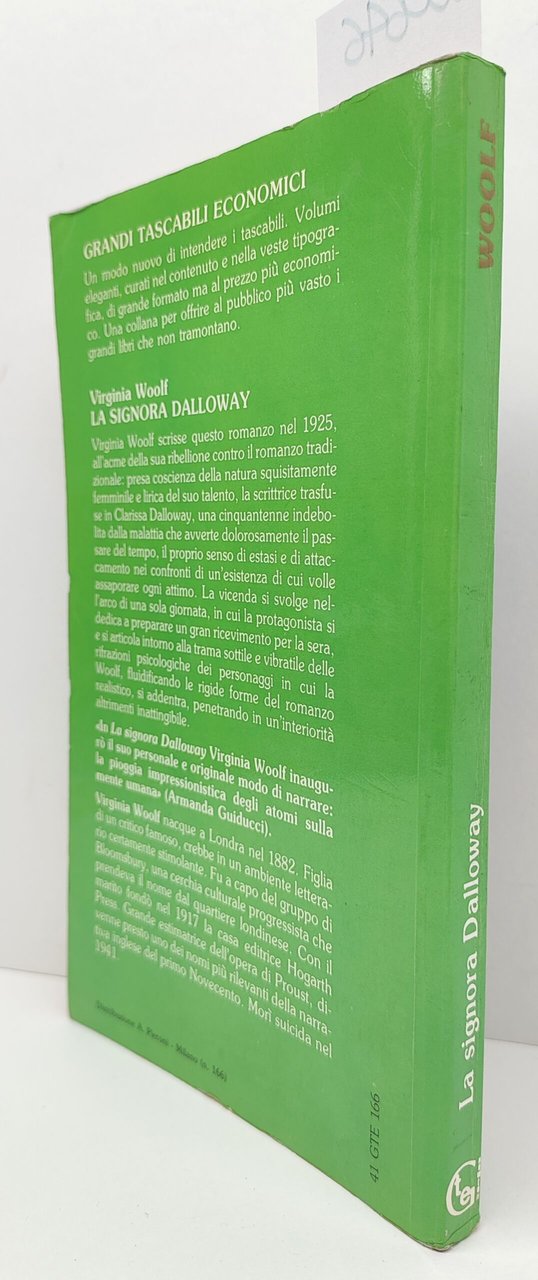 GRANDI TASCABILI ECONOMICI
Un modo nuovo di intendere i tascabili. Volumi
eleganti, curati nel contenuto e nella veste tipogra-
fica, di grande formato ma al prezzo più economi-
co. Una collana per offrire al pubblico più vasto i
grandi libri che non tramontano.
Virginia Woolf
LA SIGNORA DALLOWAY
Virginia Woolf scrisse questo romanzo nel 1925,
all'acme della sua ribellione contro il romanzo tradi-
zionale: presa coscienza della natura squisitamente
femminile e lirica del suo talento, la scrittrice trasfu-
se in Clarissa Dalloway, una cinquantenne indebo-
lita dalla malattia che avverte dolorosamente il pas-
sare del tempo, il proprio senso di estasi e di attac-
camento nei confronti di un'esistenza di cui volle
assaporare ogni attimo. La vicenda si svolge nel-
l'arco di una sola giornata, in cui la protagonista si
dedica a preparare un gran ricevimento per la sera,
e si articola intorno alla trama sottile e vibratile delle
rifrazioni psicologiche dei personaggi in cui la
Woolf, fluidificando le rigide forme del romanzo
realistico, si addentra, penetrando in un'interiorità
altrimenti inattingibile.
«In La signora Dalloway Virginia Woolf inaugu-
rò il suo personale e originale modo di narrare:
la pioggia impressionistica degli atomi sulla
mente umana» (Armanda Guiducci).
Virginia Woolf nacque a Londra nel 1882. Figlia
di un critico famoso, crebbe in un ambiente lettera-
rio certamente stimolante. Fu a capo del gruppo di
Bloomsbury, una cerchia culturale progressista che
prendeva il nome dal quartiere londinese. Con il
marito fondò nel 1917 la casa editrice Hogarth
Press. Grande estimatrice dell'opera di Proust, di-
venne presto uno dei nomi più rilevanti della narra-
tiva inglese del primo Novecento. Morì suicida nel
1941.
Distribuzione A. Pieroni - Milano (n. 166)
41 GTE 166
WOOLF
La signora Dalloway